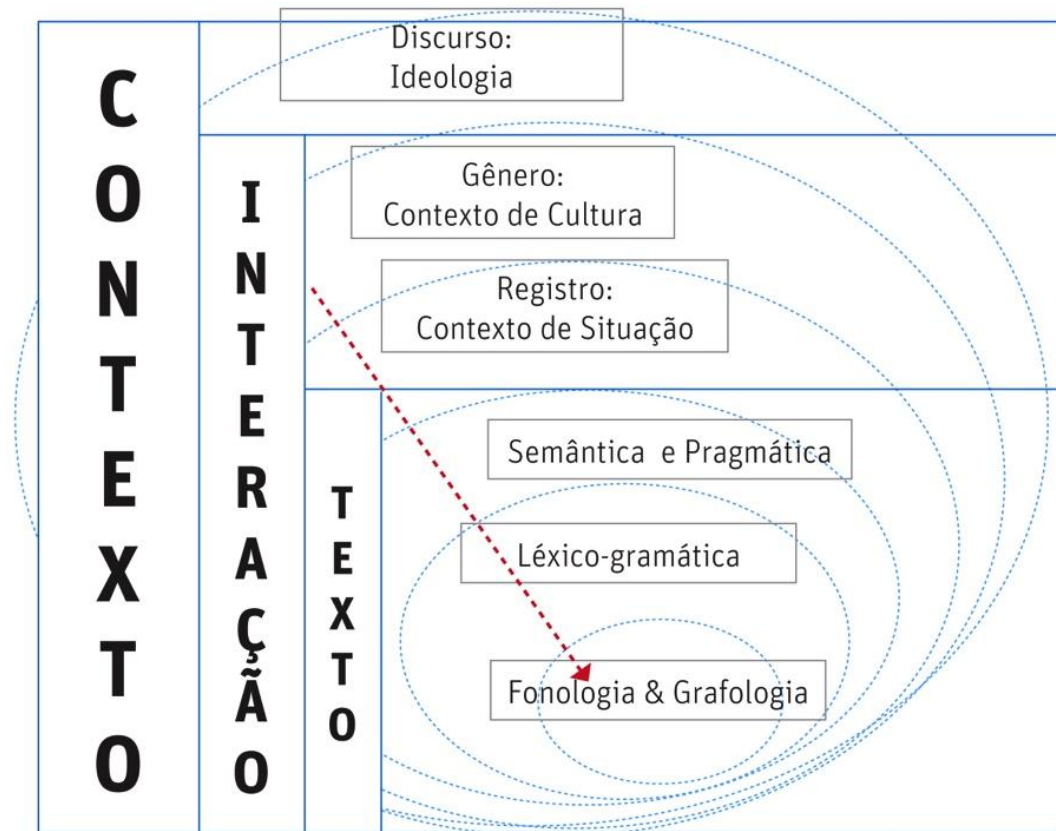 CONTEXTO
Discurso:
Ideologia
INTERAÇÃO
Gênero:
Contexto de Cultura
Registro:
Contexto de Situação
TEXTO
Semântica e Pragmática
Léxico-gramática
Fonologia & Grafologia